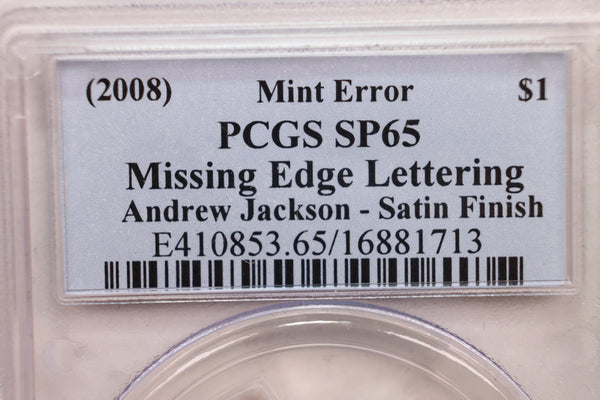 (2008) Mint Error $1
PCGS SP65
Missing Edge Lettering
Andrew Jackson - Satin Finish
E410853.65/16881713